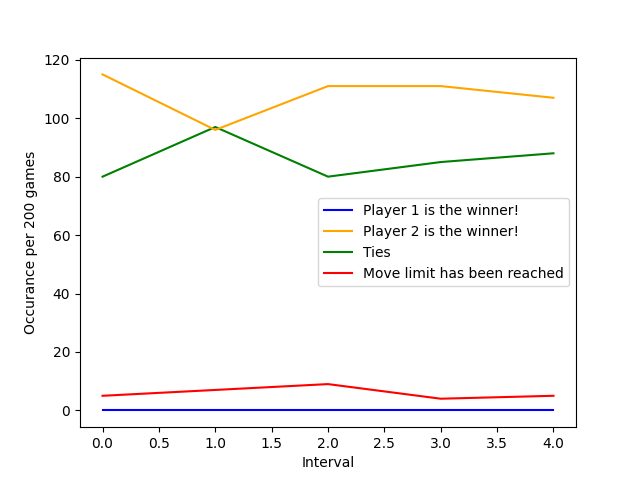 120
100
80
60
40
20
0
Occurance per 200 games
Player 1 is the winner!
Player 2 is the winner!
Ties
Move limit has been reached
0.0 0.5 1.0 1.5 2.0 2.5 3.0 3.5 4.0
Interval